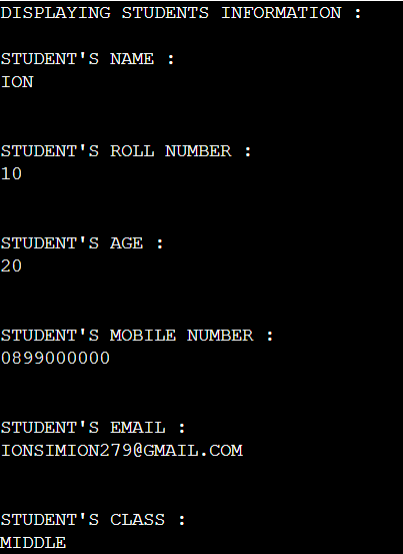 DISPLAYING STUDENTS INFORMATION :
STUDENT'S NAME :
ION
STUDENT'S ROLL NUMBER :
10
STUDENT'S AGE :
20
STUDENT'S MOBILE NUMBER :
0899000000
STUDENT'S EMAIL :
IONSIMION279@GMAIL.COM
STUDENT'S CLASS :
MIDDLE